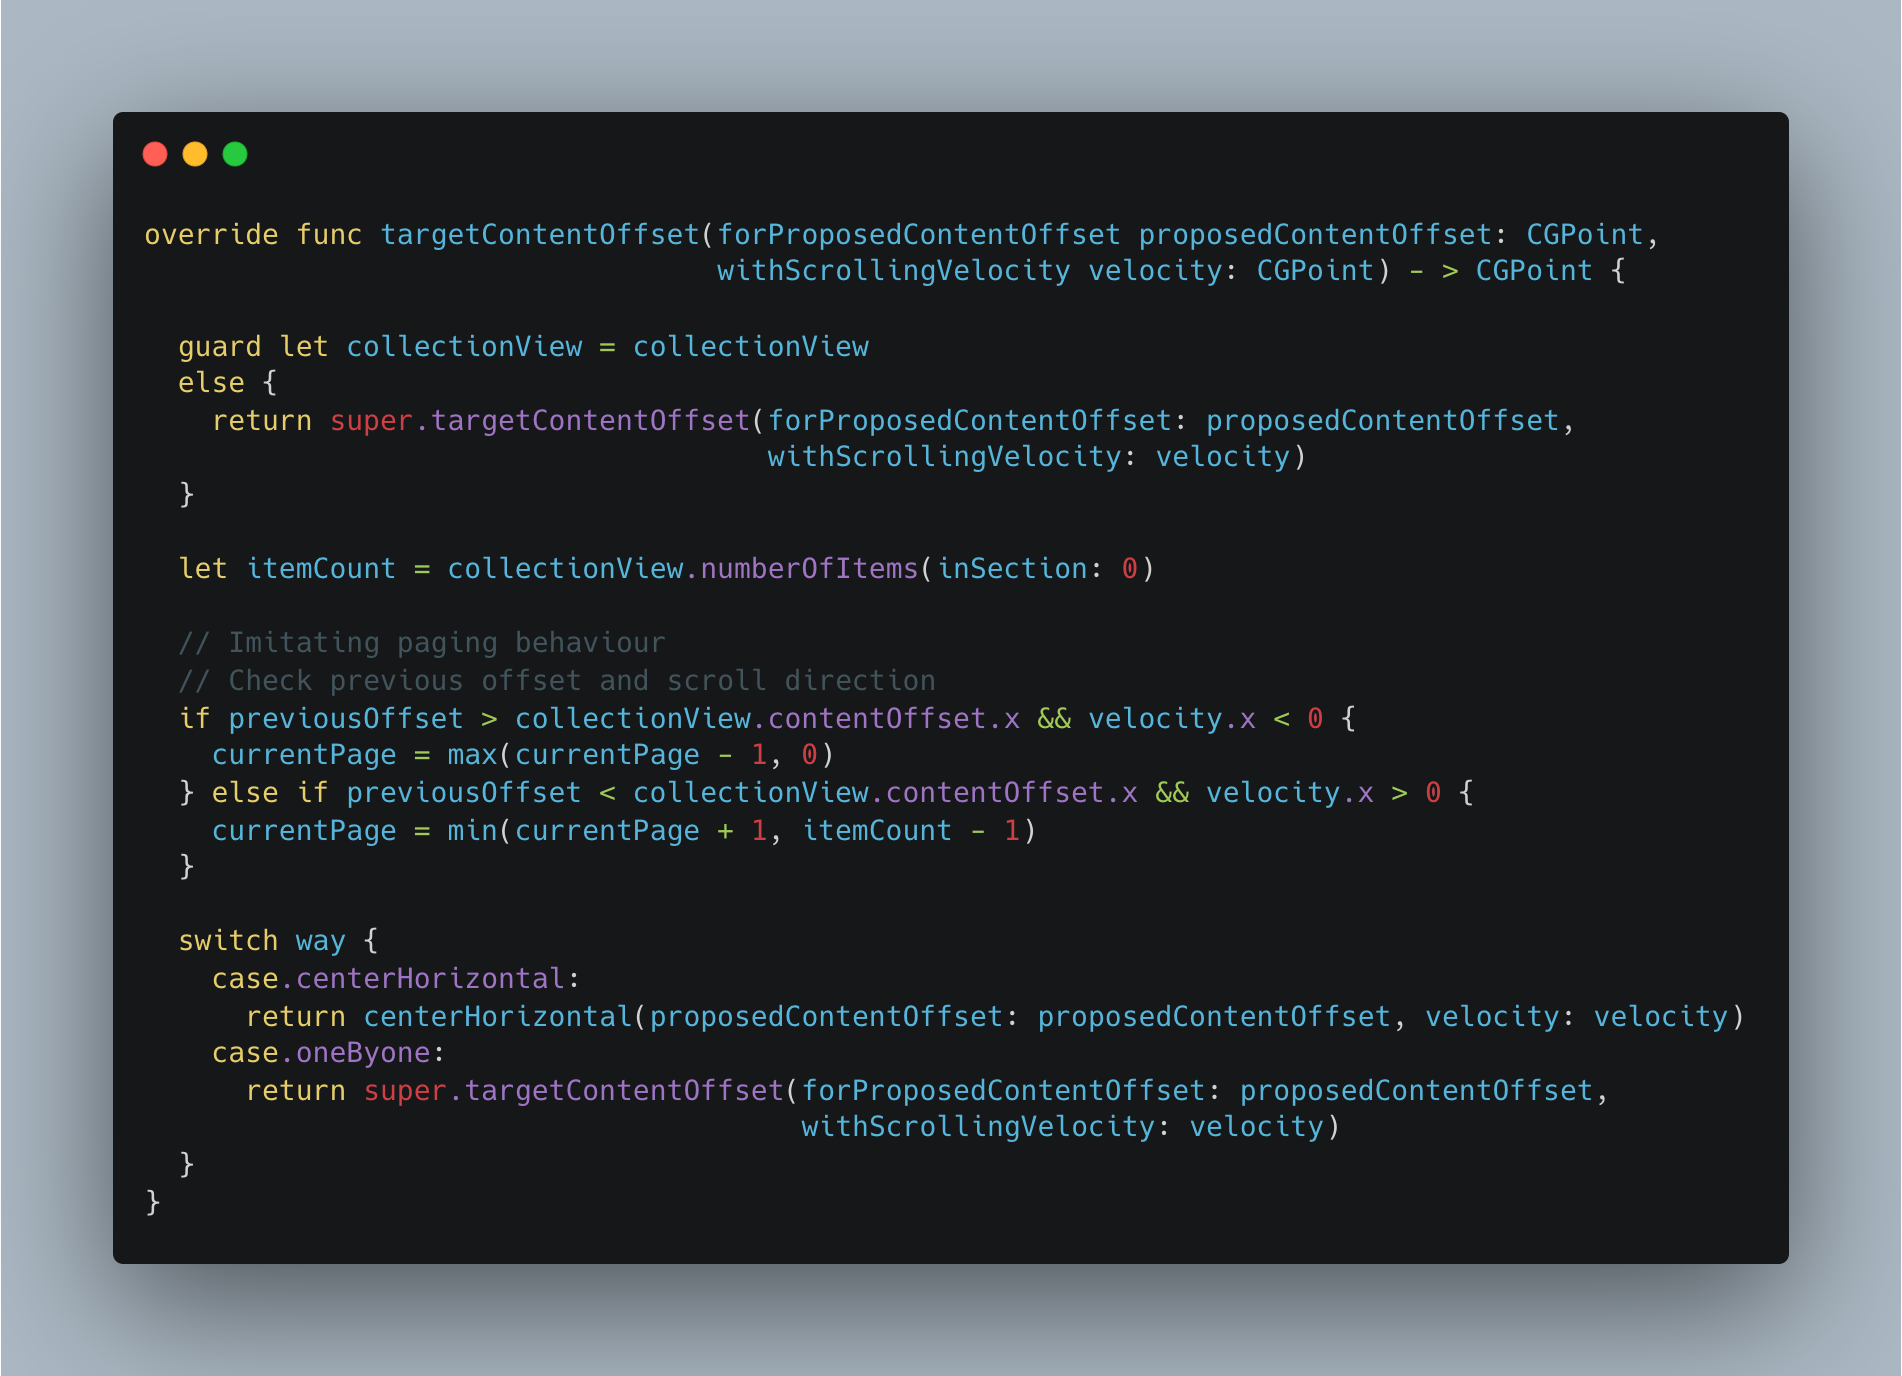 override func targetContentOffset(forProposedContentOffset proposedContentOffset: CGPoint,
                                  withScrollingVelocity velocity: CGPoint) - > CGPoint {

  guard let collectionView = collectionView
  else {
    return super.targetContentOffset(forProposedContentOffset: proposedContentOffset,
                                     withScrollingVelocity: velocity)
  }

  let itemCount = collectionView.numberOfItems(inSection: 0)

  // Imitating paging behaviour
  // Check previous offset and scroll direction
  if previousOffset > collectionView.contentOffset.x && velocity.x < 0 {
    currentPage = max(currentPage - 1, 0)
  } else if previousOffset < collectionView.contentOffset.x && velocity.x > 0 {
    currentPage = min(currentPage + 1, itemCount - 1)
  }

  switch way {
    case.centerHorizontal:
      return centerHorizontal(proposedContentOffset: proposedContentOffset, velocity: velocity)
    case.oneByone:
      return super.targetContentOffset(forProposedContentOffset: proposedContentOffset,
                                       withScrollingVelocity: velocity)
  }
}